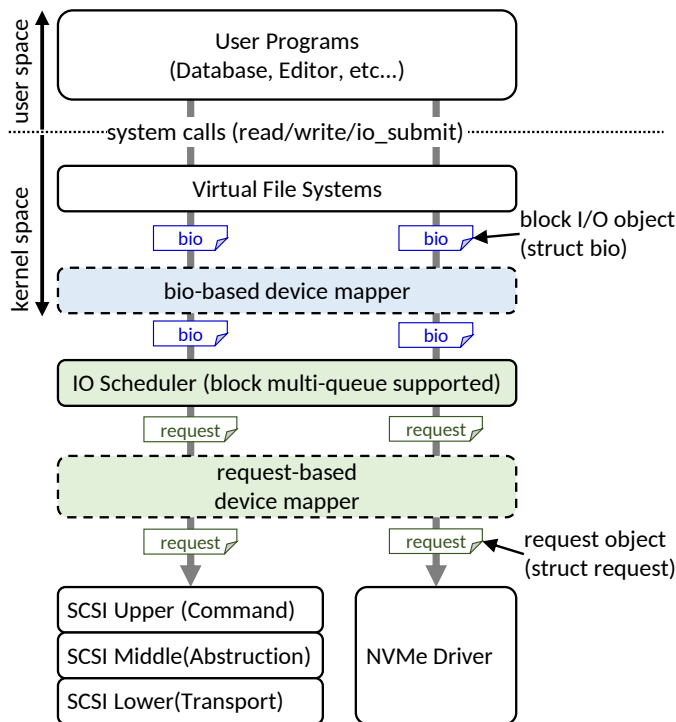 user space
User Programs
(Database, Editor, etc...)
system calls (read/write/io_submit)
kernel space
Virtual File Systems
bio
bio
block I/O object
(struct bio)
bio-based device mapper
bio
bio
IO Scheduler (block multi-queue supported)
request
request
request-based
device mapper
request
request
request object
(struct request)
SCSI Upper (Command)
SCSI Middle(Abstruction)
SCSI Lower(Transport)
NVMe Driver